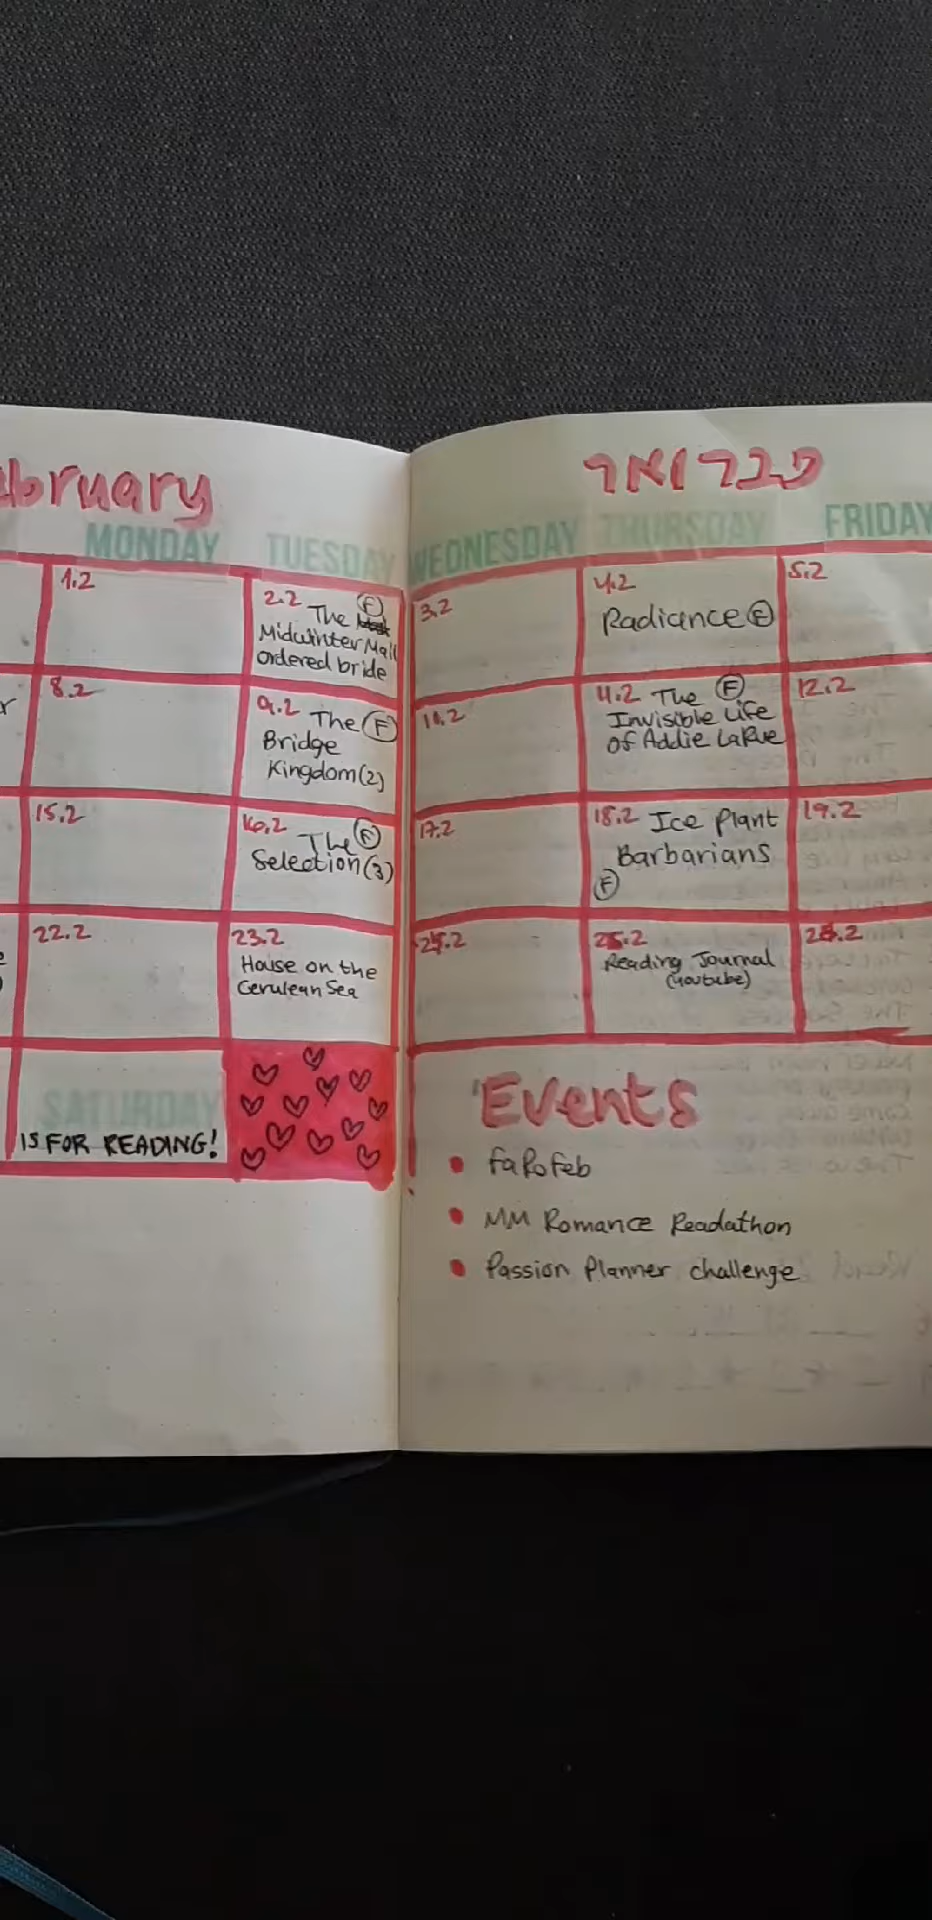 ebruary
פברואר
MONDAY
TUESDAY
WEDNESDAY
THURSDAY
FRIDAY
1.2
2.2 The F
Midwinter Mail
ordered bride
3.2
4.2
Radiance F
5.2
8.2
9.2 The F
Bridge
Kingdom(2)
10.2
11.2 The F
Invisible Life
of Addie LaRue
12.2
15.2
16.2 The F
Selection(3)
17.2
18.2 Ice Plant
Barbarians
F
19.2
22.2
23.2
House on the
Cerulean Sea
24.2
25.2
Reading Journal
(youtube)
26.2
SATURDAY
IS FOR READING!
Events
FaRoFeb
MM Romance Readathon
Passion Planner challenge